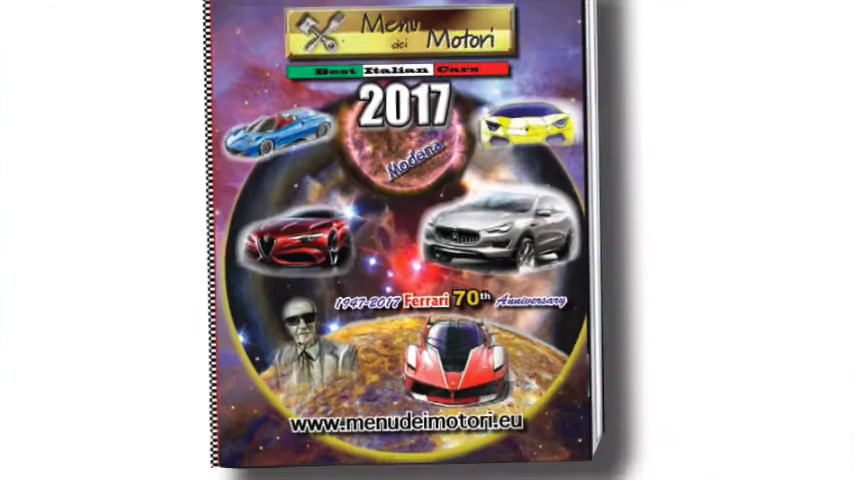 Menu
dei Motori
Best Italian Cars
2017
Modena
1947-2017 Ferrari 70th Anniversary
www.menudeimotori.eu